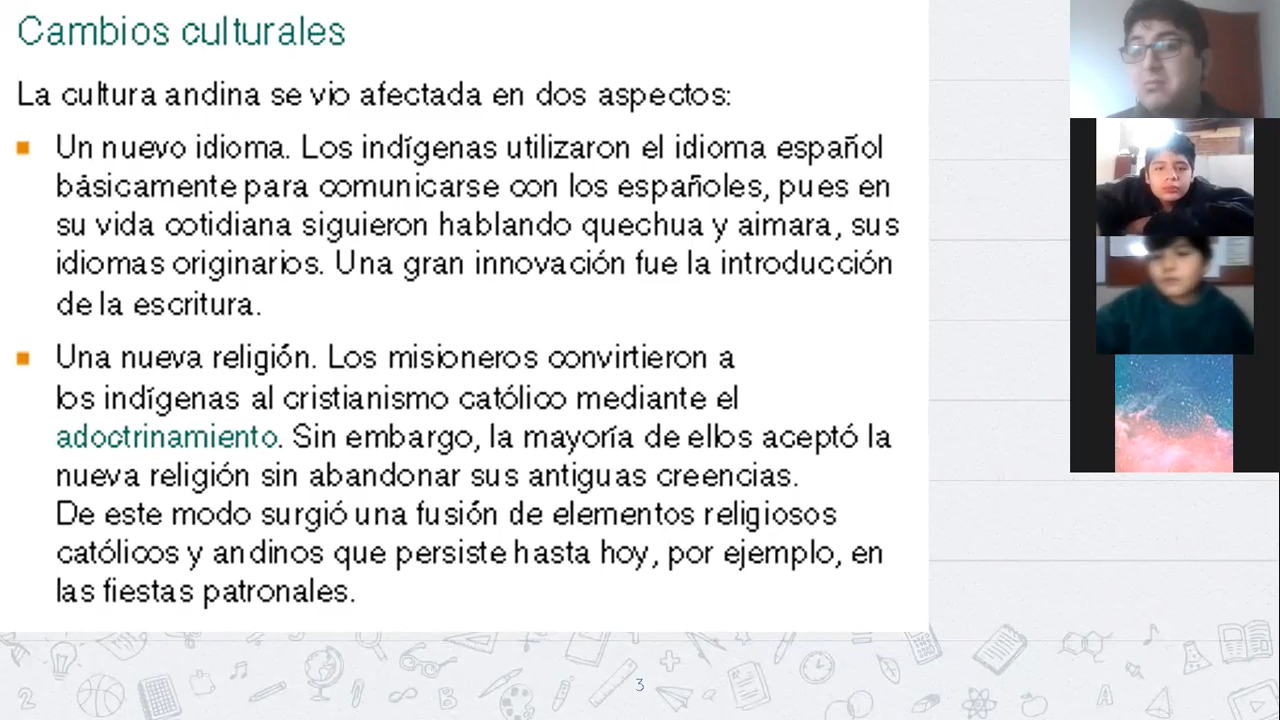 Cambios culturales
La cultura andina se vio afectada en dos aspectos:
Un nuevo idioma. Los indígenas utilizaron el idioma español
básicamente para comunicarse con los españoles, pues en
su vida cotidiana siguieron hablando quechua y aimara, sus
idiomas originarios. Una gran innovación fue la introducción
de la escritura.
Una nueva religión. Los misioneros convirtieron a
los indígenas al cristianismo católico mediante el
adoctrinamiento. Sin embargo, la mayoría de ellos aceptó la
nueva religión sin abandonar sus antiguas creencias.
De este modo surgió una fusión de elementos religiosos
católicos y andinos que persiste hasta hoy, por ejemplo, en
las fiestas patronales.
3